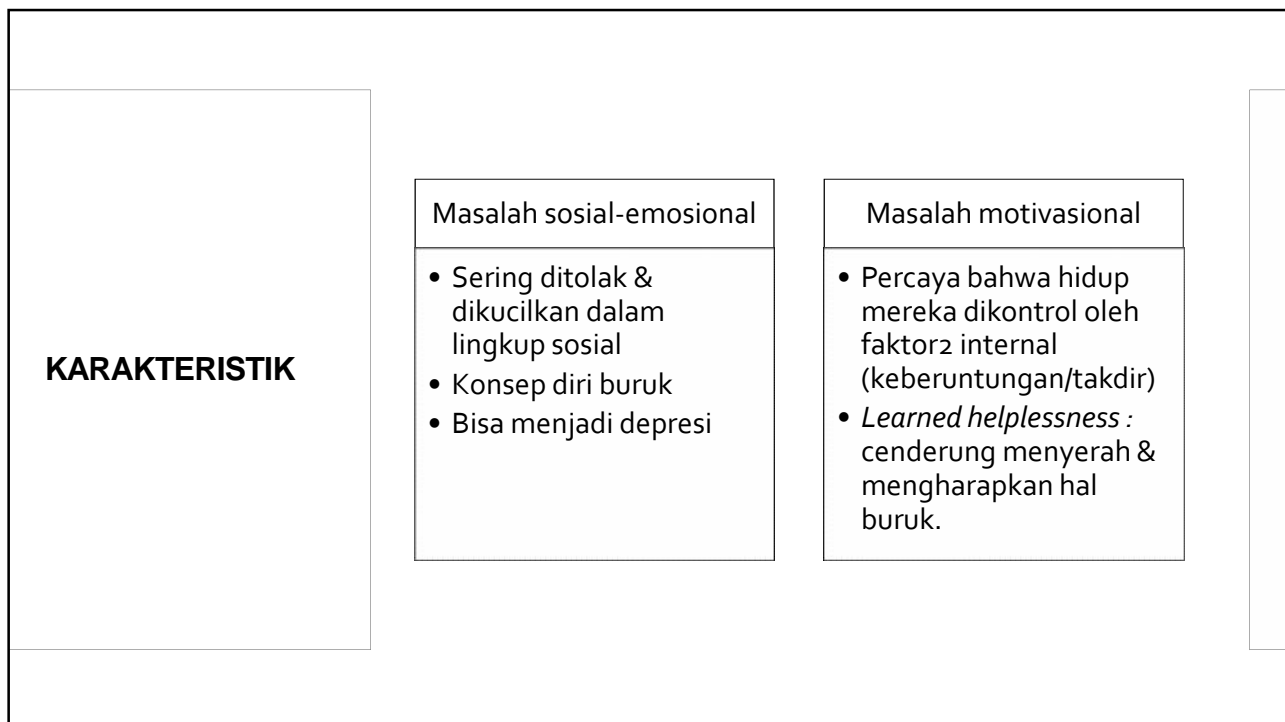 KARAKTERISTIK
Masalah sosial-emosional
• Sering ditolak &
dikucilkan dalam
lingkup sosial
• Konsep diri buruk
• Bisa menjadi depresi
Masalah motivasional
• Percaya bahwa hidup
mereka dikontrol oleh
faktor2 internal
(keberuntungan/takdir)
• Learned helplessness :
cenderung menyerah &
mengharapkan hal
buruk.